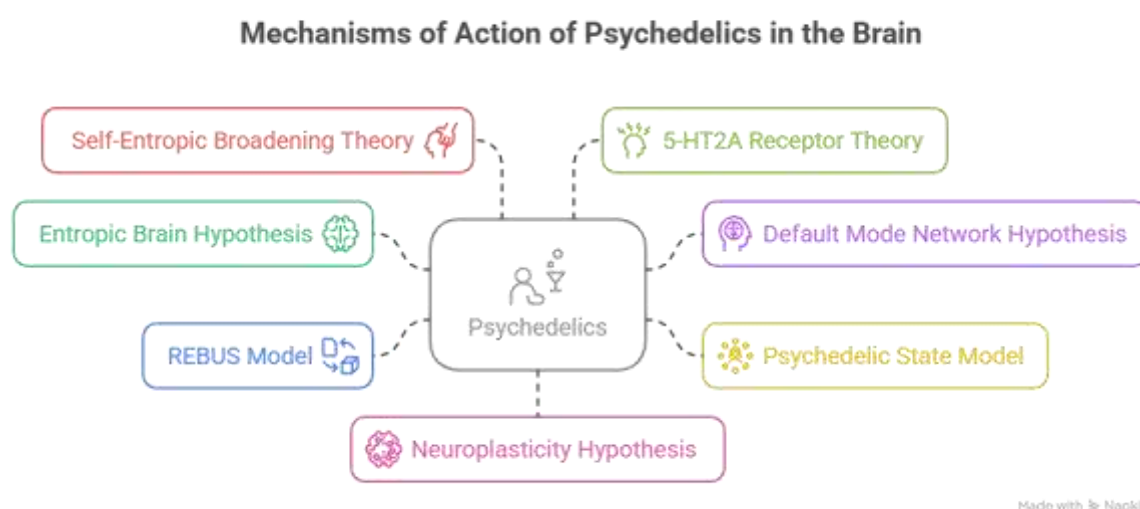 Mechanisms of Action of Psychedelics in the Brain
Self-Entropic Broadening Theory
5-HT2A Receptor Theory
Entropic Brain Hypothesis
Default Mode Network Hypothesis
Psychedelics
REBUS Model
Psychedelic State Model
Neuroplasticity Hypothesis
Made with